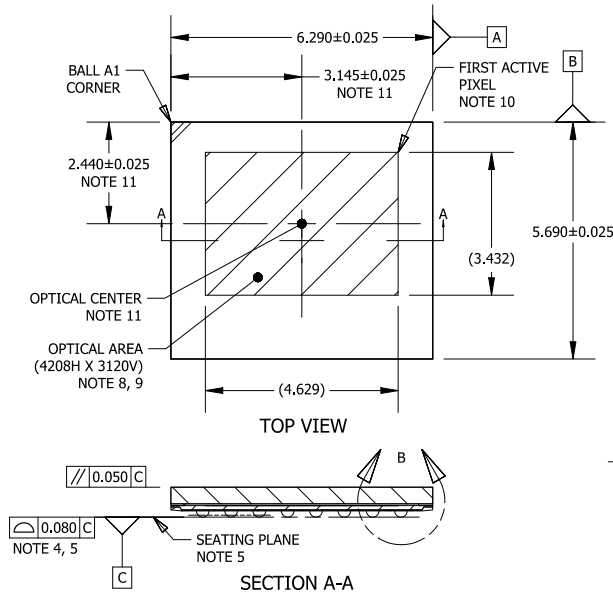 6.290±0.025
A
BALL A1
CORNER
3.145±0.025
NOTE 11
FIRST ACTIVE
PIXEL
NOTE 10
B
2.440±0.025
NOTE 11
A
A
5.690±0.025
(3.432)
OPTICAL CENTER
NOTE 11
OPTICAL AREA
(4208H X 3120V)
NOTE 8, 9
(4.629)
TOP VIEW
B
// 0.050 C
⌓ 0.080 C
NOTE 4, 5
SEATING PLANE
NOTE 5
C
SECTION A-A